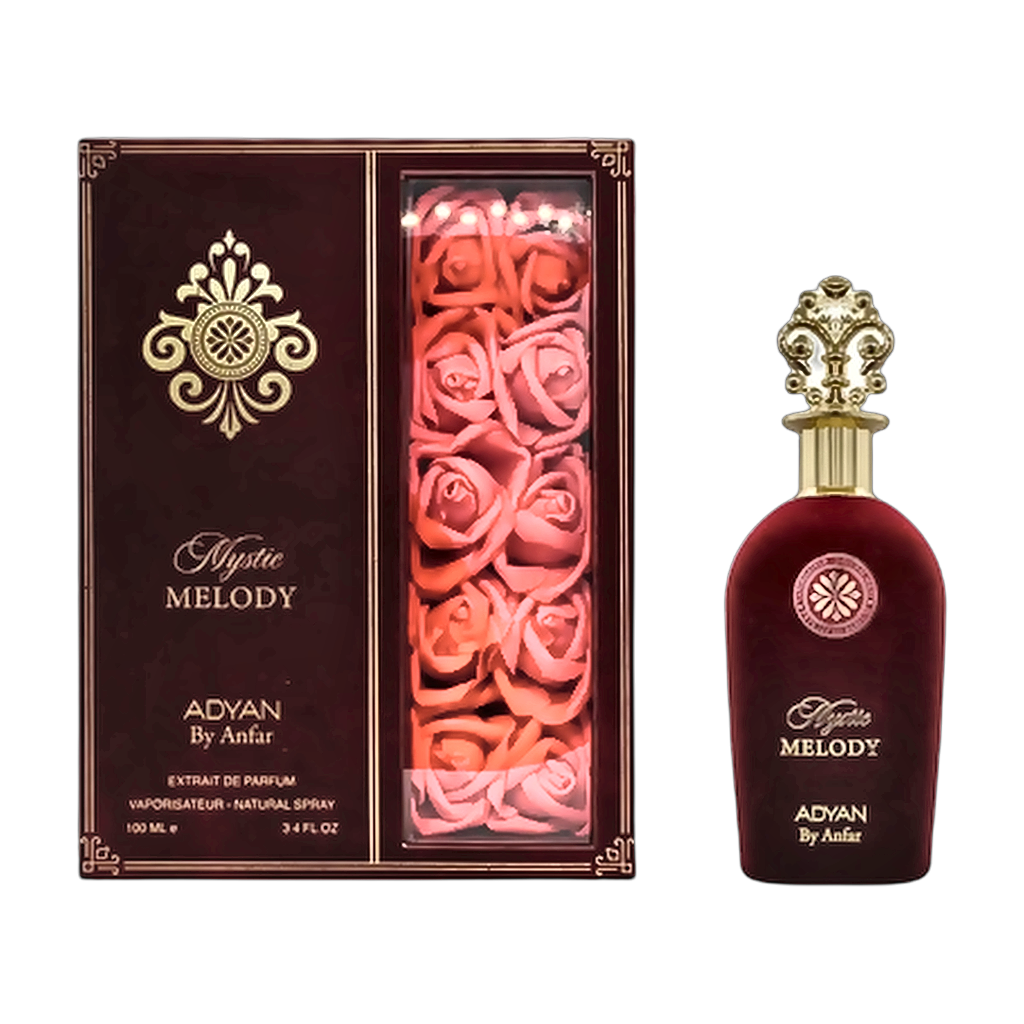 Mystic
MELODY
ADYAN
By Anfar
EXTRAIT DE PARFUM
VAPORISATEUR - NATURAL SPRAY
100 ML e 3 4 FL OZ
Mystic
MELODY
ADYAN
By Anfar